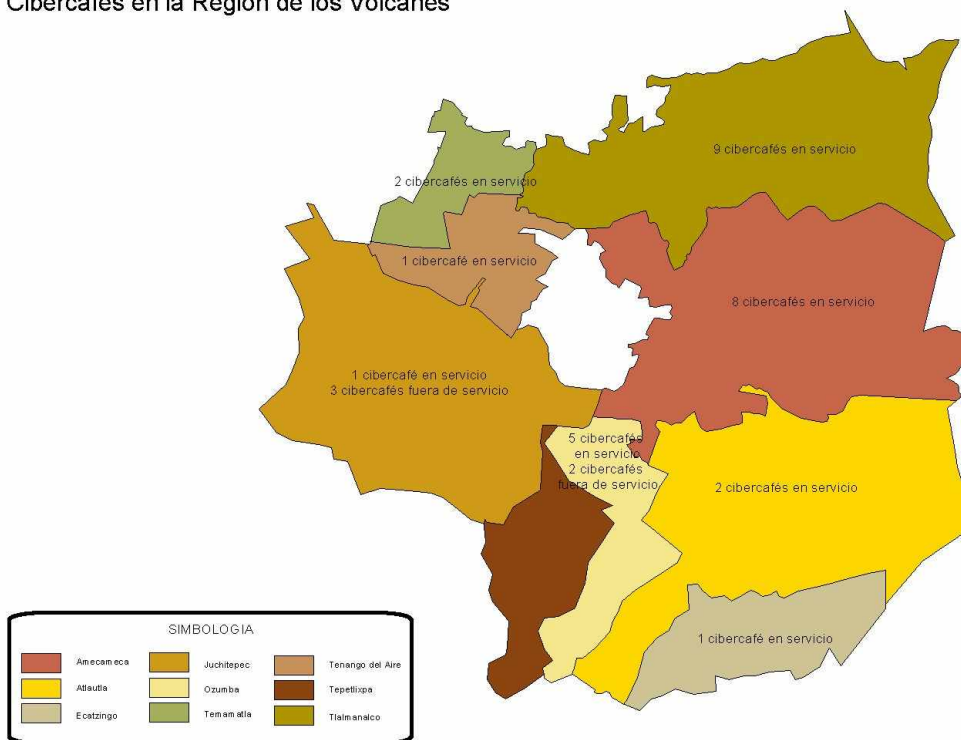 Cibercafés en la Región de los Volcanes
9 cibercafés en servicio
2 cibercafés en servicio
1 cibercafé en servicio
8 cibercafés en servicio
1 cibercafé en servicio
3 cibercafés fuera de servicio
5 cibercafés
en servicio
2 cibercafés
fuera de servicio
2 cibercafés en servicio
1 cibercafé en servicio
SIMBOLOGIA
Amecameca
Juchitepec
Tenango del Aire
Atlautla
Ozumba
Tepetlixpa
Ecatzingo
Temamatla
Tlalmanalco